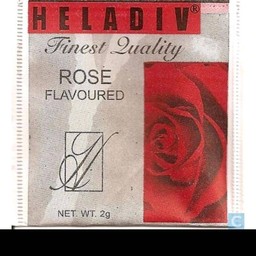 HELADIV®
Finest Quality
ROSE
FLAVOURED
NET. WT. 2g
C